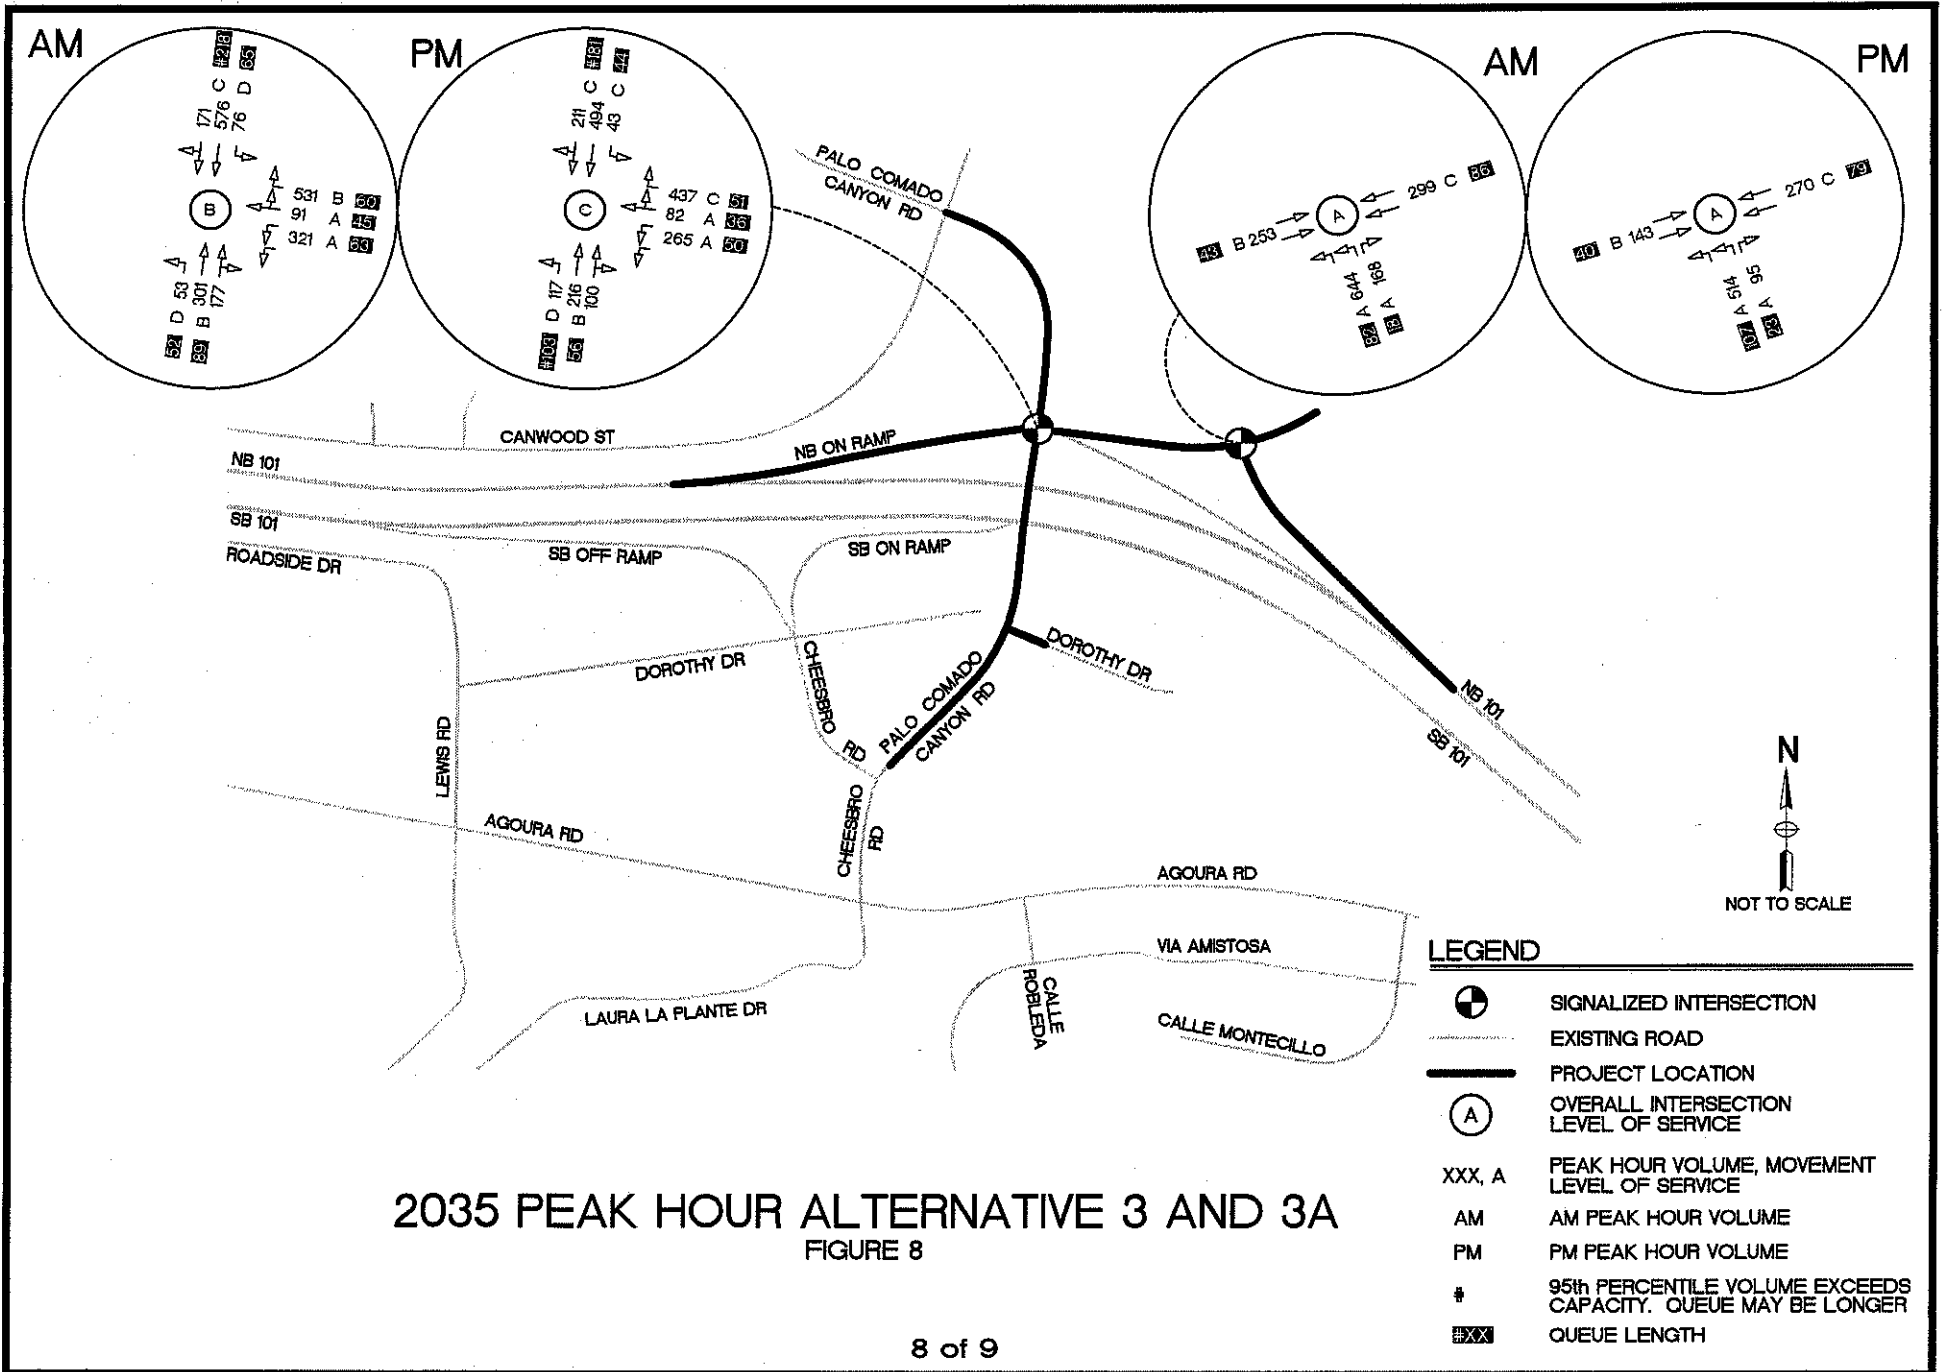 AM
#218
65
C
D
171
576
76
531 B 60
91 A 45
321 A 63
B
53
301
177
D
B
52
89
PM
#181
44
C
C
211
494
43
437 C 51
82 A 36
265 A 50
C
117
216
100
D
B
#103
56
AM
299 C 86
A
43 B 253
644
168
A
A
82
18
PM
270 C 79
A
40 B 143
514
95
A
A
107
23
PALO COMADO
CANYON RD
CANWOOD ST
NB ON RAMP
NB 101
SB 101
ROADSIDE DR
SB OFF RAMP
SB ON RAMP
DOROTHY DR
DOROTHY DR
CHEESBRO RD
PALO COMADO
CANYON RD
NB 101
SB 101
LEWIS RD
AGOURA RD
CHEESBRO
RD
AGOURA RD
VIA AMISTOSA
CALLE
ROBLEDA
CALLE MONTECILLO
LAURA LA PLANTE DR
N
NOT TO SCALE
LEGEND
SIGNALIZED INTERSECTION
EXISTING ROAD
PROJECT LOCATION
A
OVERALL INTERSECTION
LEVEL OF SERVICE
XXX, A
PEAK HOUR VOLUME, MOVEMENT
LEVEL OF SERVICE
AM
AM PEAK HOUR VOLUME
PM
PM PEAK HOUR VOLUME
#
95th PERCENTILE VOLUME EXCEEDS
CAPACITY. QUEUE MAY BE LONGER
#XX
QUEUE LENGTH
2035 PEAK HOUR ALTERNATIVE 3 AND 3A
FIGURE 8
8 of 9